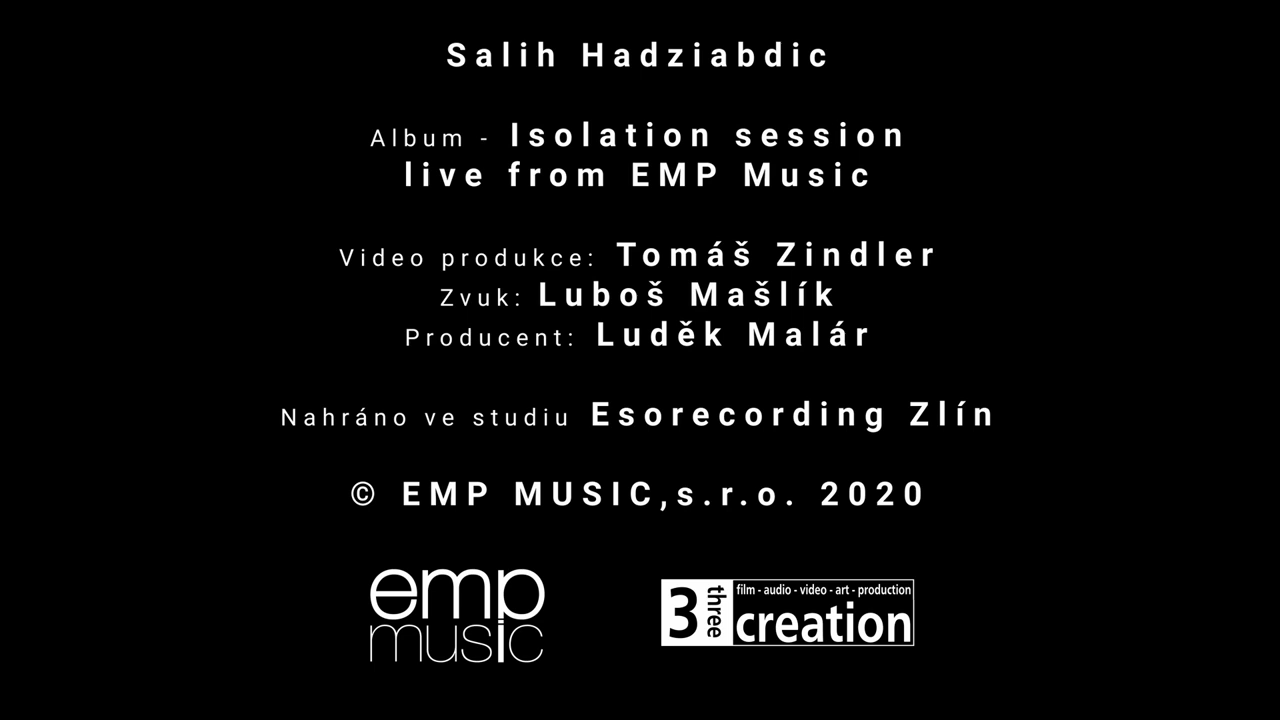 Salih Hadziabdic
Album - Isolation session
live from EMP Music
Video produkce: Tomáš Zindler
Zvuk: Luboš Mašlík
Producent: Luděk Malár
Nahráno ve studiu Esorecording Zlín
© EMP MUSIC,s.r.o. 2020
emp
music
3 three
film - audio - video - art - production
creation